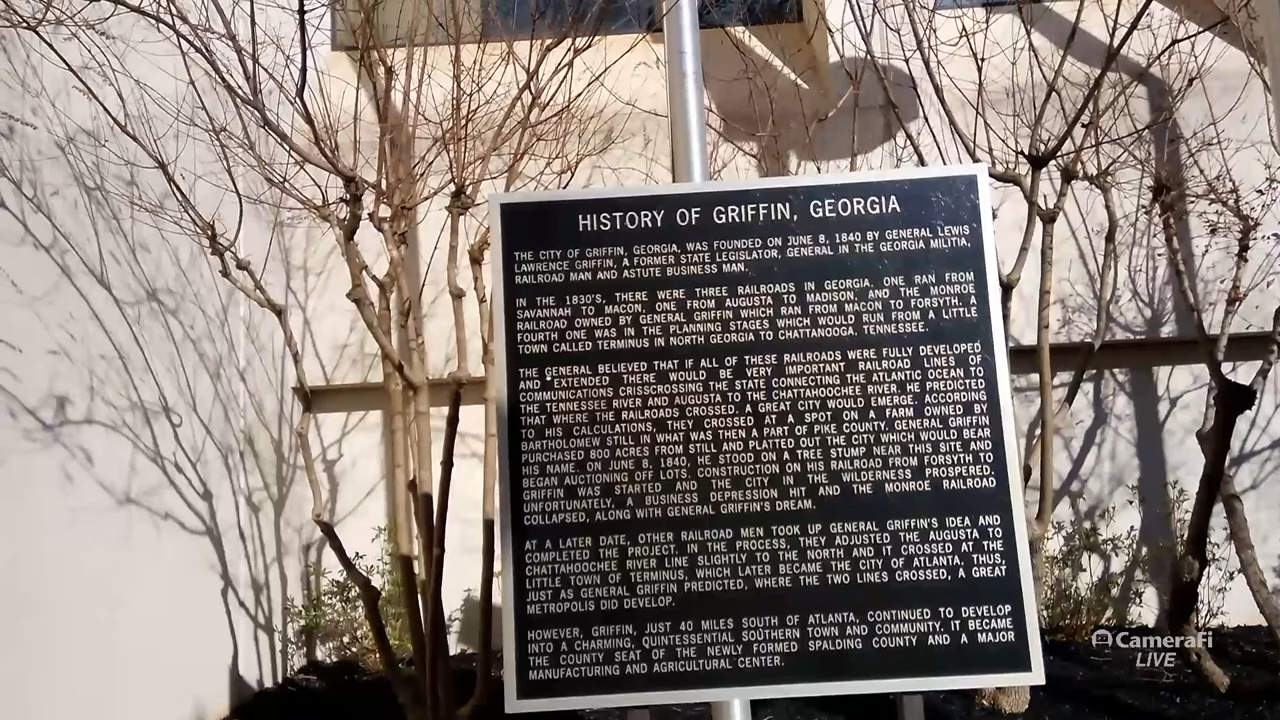 HISTORY OF GRIFFIN, GEORGIA
THE CITY OF GRIFFIN, GEORGIA, WAS FOUNDED ON JUNE 8, 1840 BY GENERAL LEWIS
LAWRENCE GRIFFIN, A FORMER STATE LEGISLATOR, GENERAL IN THE GEORGIA MILITIA,
RAILROAD MAN AND ASTUTE BUSINESS MAN.
IN THE 1830'S, THERE WERE THREE RAILROADS IN GEORGIA. ONE RAN FROM
SAVANNAH TO MACON, ONE FROM AUGUSTA TO MADISON, AND THE MONROE
RAILROAD OWNED BY GENERAL GRIFFIN WHICH RAN FROM MACON TO FORSYTH. A
FOURTH ONE WAS IN THE PLANNING STAGES WHICH WOULD RUN FROM A LITTLE
TOWN CALLED TERMINUS IN NORTH GEORGIA TO CHATTANOOGA, TENNESSEE.
THE GENERAL BELIEVED THAT IF ALL OF THESE RAILROADS WERE FULLY DEVELOPED
AND EXTENDED THERE WOULD BE VERY IMPORTANT RAILROAD LINES OF
COMMUNICATIONS CRISSCROSSING THE STATE CONNECTING THE ATLANTIC OCEAN TO
THE TENNESSEE RIVER AND AUGUSTA TO THE CHATTAHOOCHEE RIVER. HE PREDICTED
THAT WHERE THE RAILROADS CROSSED, A GREAT CITY WOULD EMERGE. ACCORDING
TO HIS CALCULATIONS, THEY CROSSED AT A SPOT ON A FARM OWNED BY
BARTHOLOMEW STILL IN WHAT WAS THEN A PART OF PIKE COUNTY. GENERAL GRIFFIN
PURCHASED 800 ACRES FROM STILL AND PLATTED OUT THE CITY WHICH WOULD BEAR
HIS NAME. ON JUNE 8, 1840, HE STOOD ON A TREE STUMP NEAR THIS SITE AND
BEGAN AUCTIONING OFF LOTS. CONSTRUCTION ON HIS RAILROAD FROM FORSYTH TO
GRIFFIN WAS STARTED AND THE CITY IN THE WILDERNESS PROSPERED.
UNFORTUNATELY, A BUSINESS DEPRESSION HIT AND THE MONROE RAILROAD
COLLAPSED, ALONG WITH GENERAL GRIFFIN'S DREAM.
AT A LATER DATE, OTHER RAILROAD MEN TOOK UP GENERAL GRIFFIN'S IDEA AND
COMPLETED THE PROJECT. IN THE PROCESS, THEY ADJUSTED THE AUGUSTA TO
CHATTAHOOCHEE RIVER LINE SLIGHTLY TO THE NORTH AND IT CROSSED AT THE
LITTLE TOWN OF TERMINUS, WHICH LATER BECAME THE CITY OF ATLANTA. THUS,
JUST AS GENERAL GRIFFIN PREDICTED, WHERE THE TWO LINES CROSSED, A GREAT
METROPOLIS DID DEVELOP.
HOWEVER, GRIFFIN, JUST 40 MILES SOUTH OF ATLANTA, CONTINUED TO DEVELOP
INTO A CHARMING, QUINTESSENTIAL SOUTHERN TOWN AND COMMUNITY. IT BECAME
THE COUNTY SEAT OF THE NEWLY FORMED SPALDING COUNTY AND A MAJOR
MANUFACTURING AND AGRICULTURAL CENTER.
CameraFi
LIVE